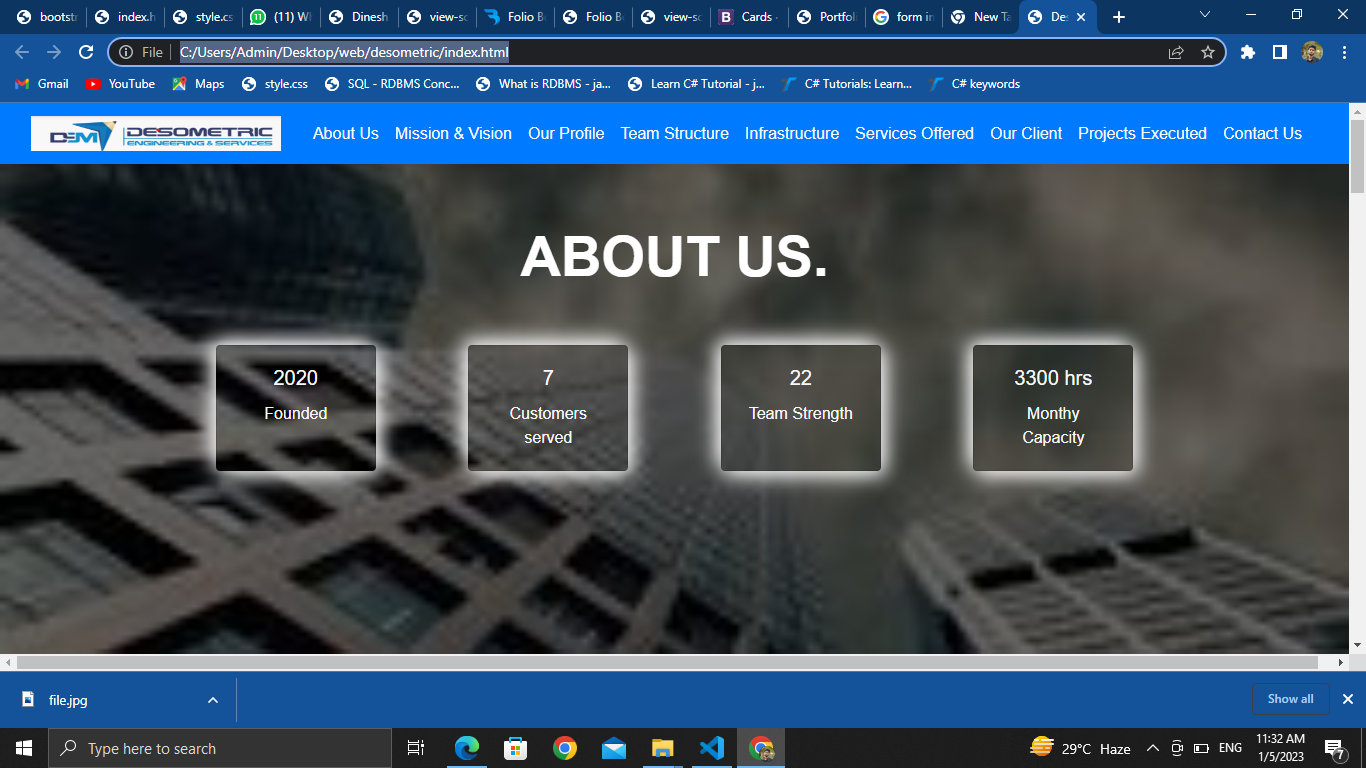 bootstr
index.h
style.cs
(11) W
Dinesh
view-sc
Folio B
Folio B
view-sc
Cards -
Portfoli
form in
New Ta
Des
File
C:/Users/Admin/Desktop/web/desometric/index.html
Gmail
YouTube
Maps
style.css
SQL - RDBMS Conc...
What is RDBMS - ja...
Learn C# Tutorial - j...
C# Tutorials: Learn...
C# keywords
DSM DESOMETRIC
ENGINEERING & SERVICES
About Us
Mission & Vision
Our Profile
Team Structure
Infrastructure
Services Offered
Our Client
Projects Executed
Contact Us
ABOUT US.
2020
Founded
7
Customers
served
22
Team Strength
3300 hrs
Monthy
Capacity
file.jpg
Show all
Type here to search
29°C Haze
ENG
11:32 AM
1/5/2023
7